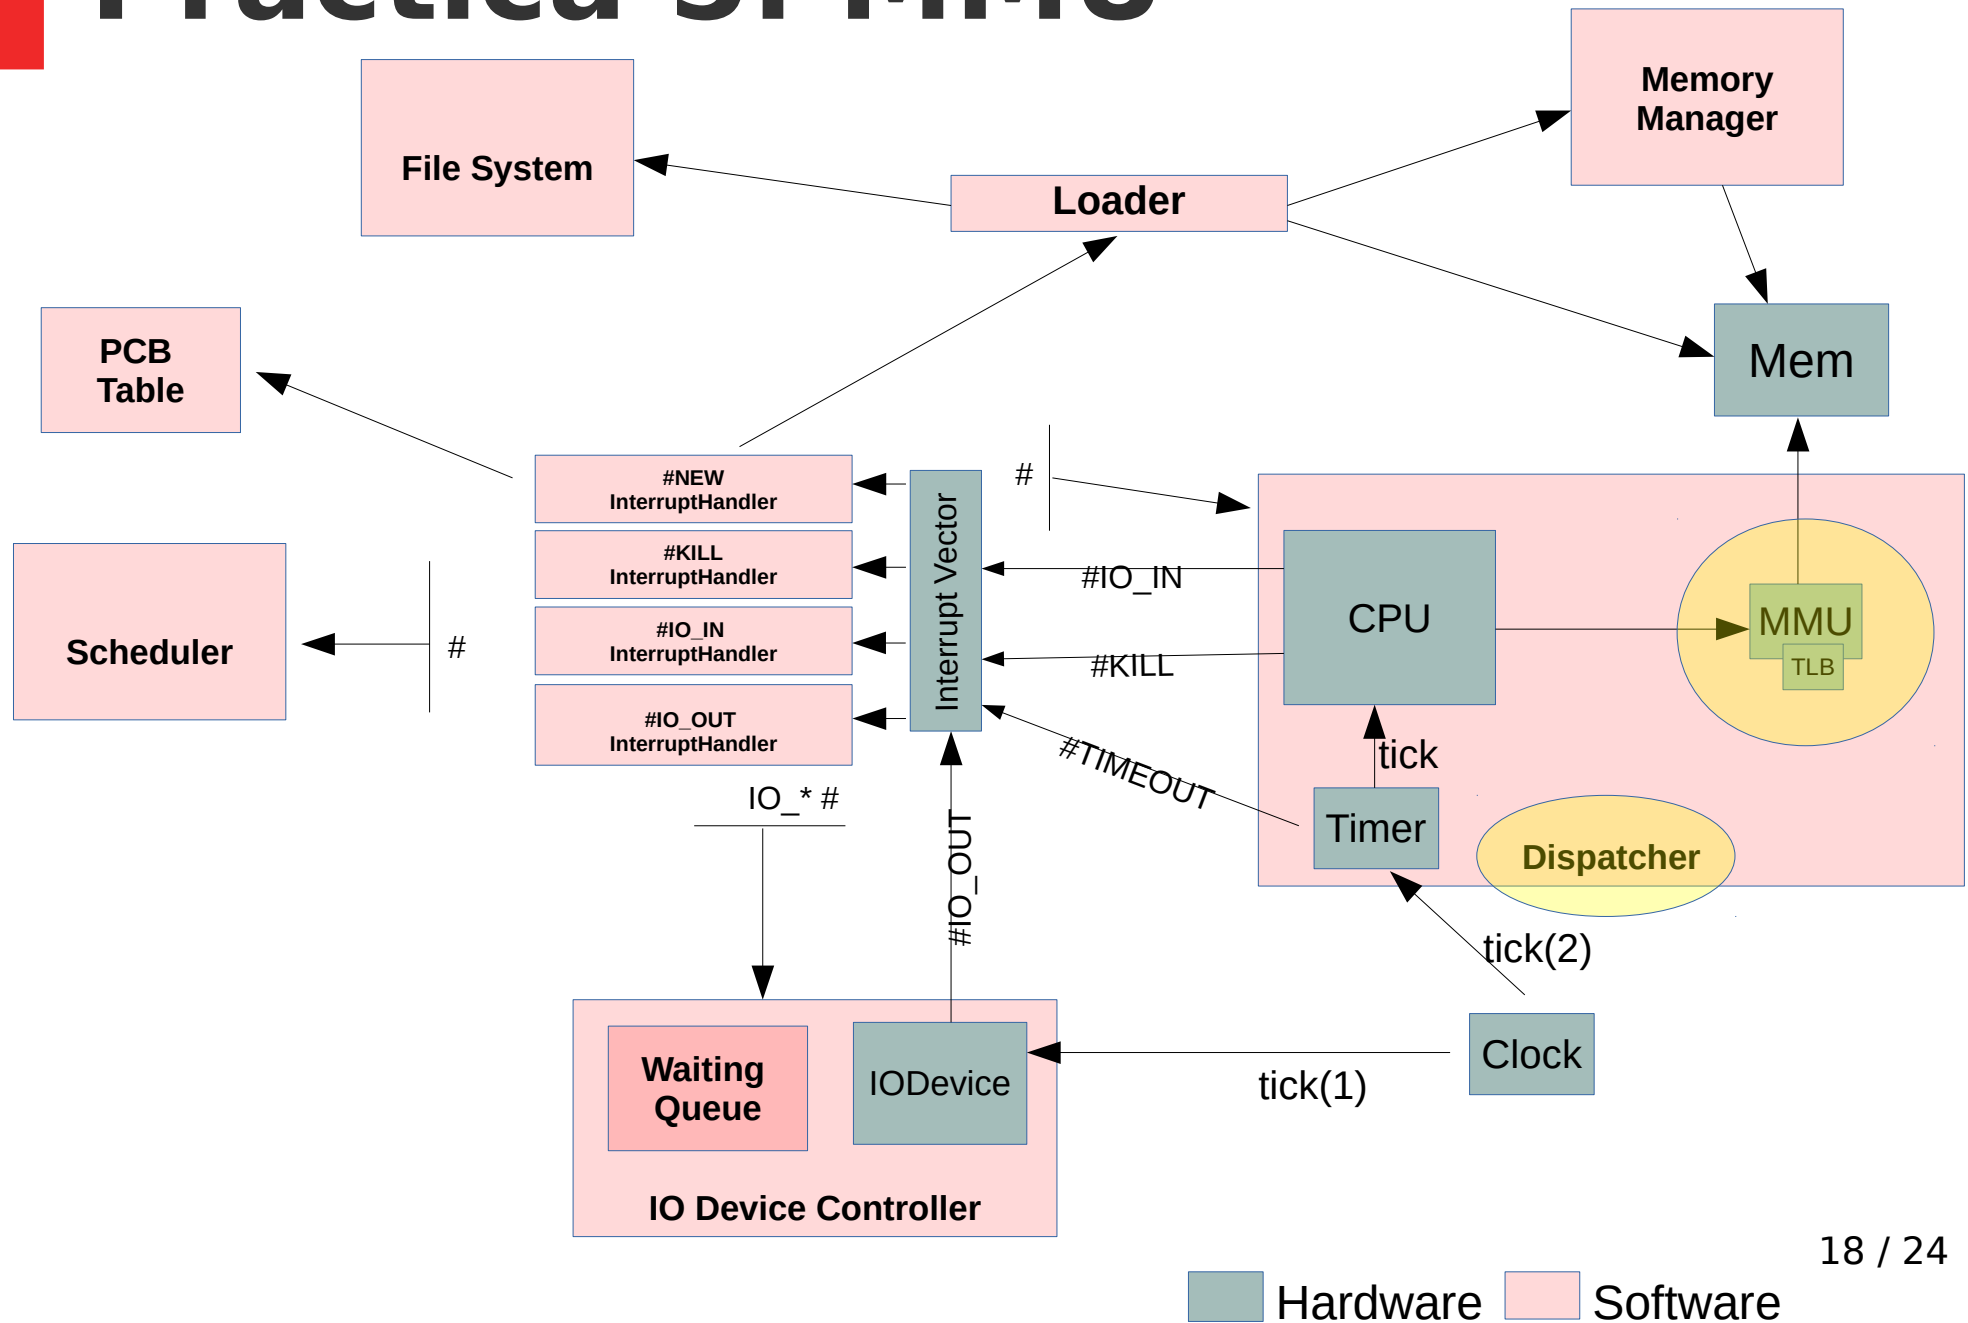 Memory
Manager
File System
Loader
PCB
Table
Mem
#NEW
InterruptHandler
#KILL
InterruptHandler
#IO_IN
InterruptHandler
#IO_OUT
InterruptHandler
Interrupt Vector
#
#IO_IN
#KILL
#TIMEOUT
CPU
MMU
TLB
Scheduler
#
tick
Timer
Dispatcher
IO_* #
#IO_OUT
tick(2)
Waiting
Queue
IODevice
tick(1)
Clock
IO Device Controller
18 / 24
Hardware
Software